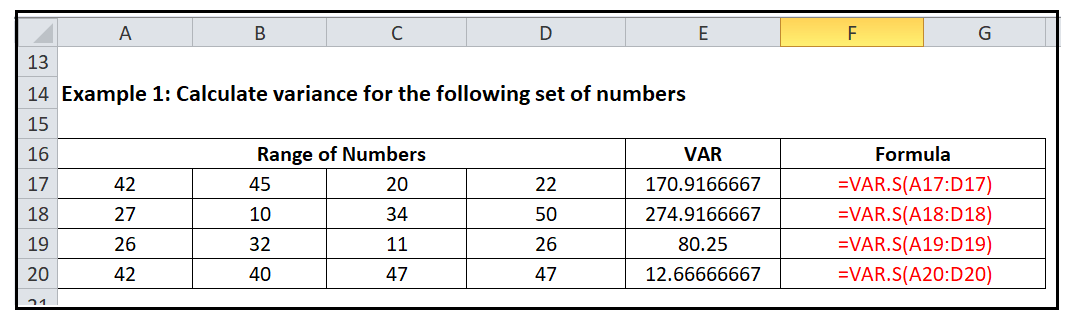 A B C D E F G
13
14 Example 1: Calculate variance for the following set of numbers
15
16 Range of Numbers VAR Formula
17 42 45 20 22 170.9166667 =VAR.S(A17:D17)
18 27 10 34 50 274.9166667 =VAR.S(A18:D18)
19 26 32 11 26 80.25 =VAR.S(A19:D19)
20 42 40 47 47 12.66666667 =VAR.S(A20:D20)
21